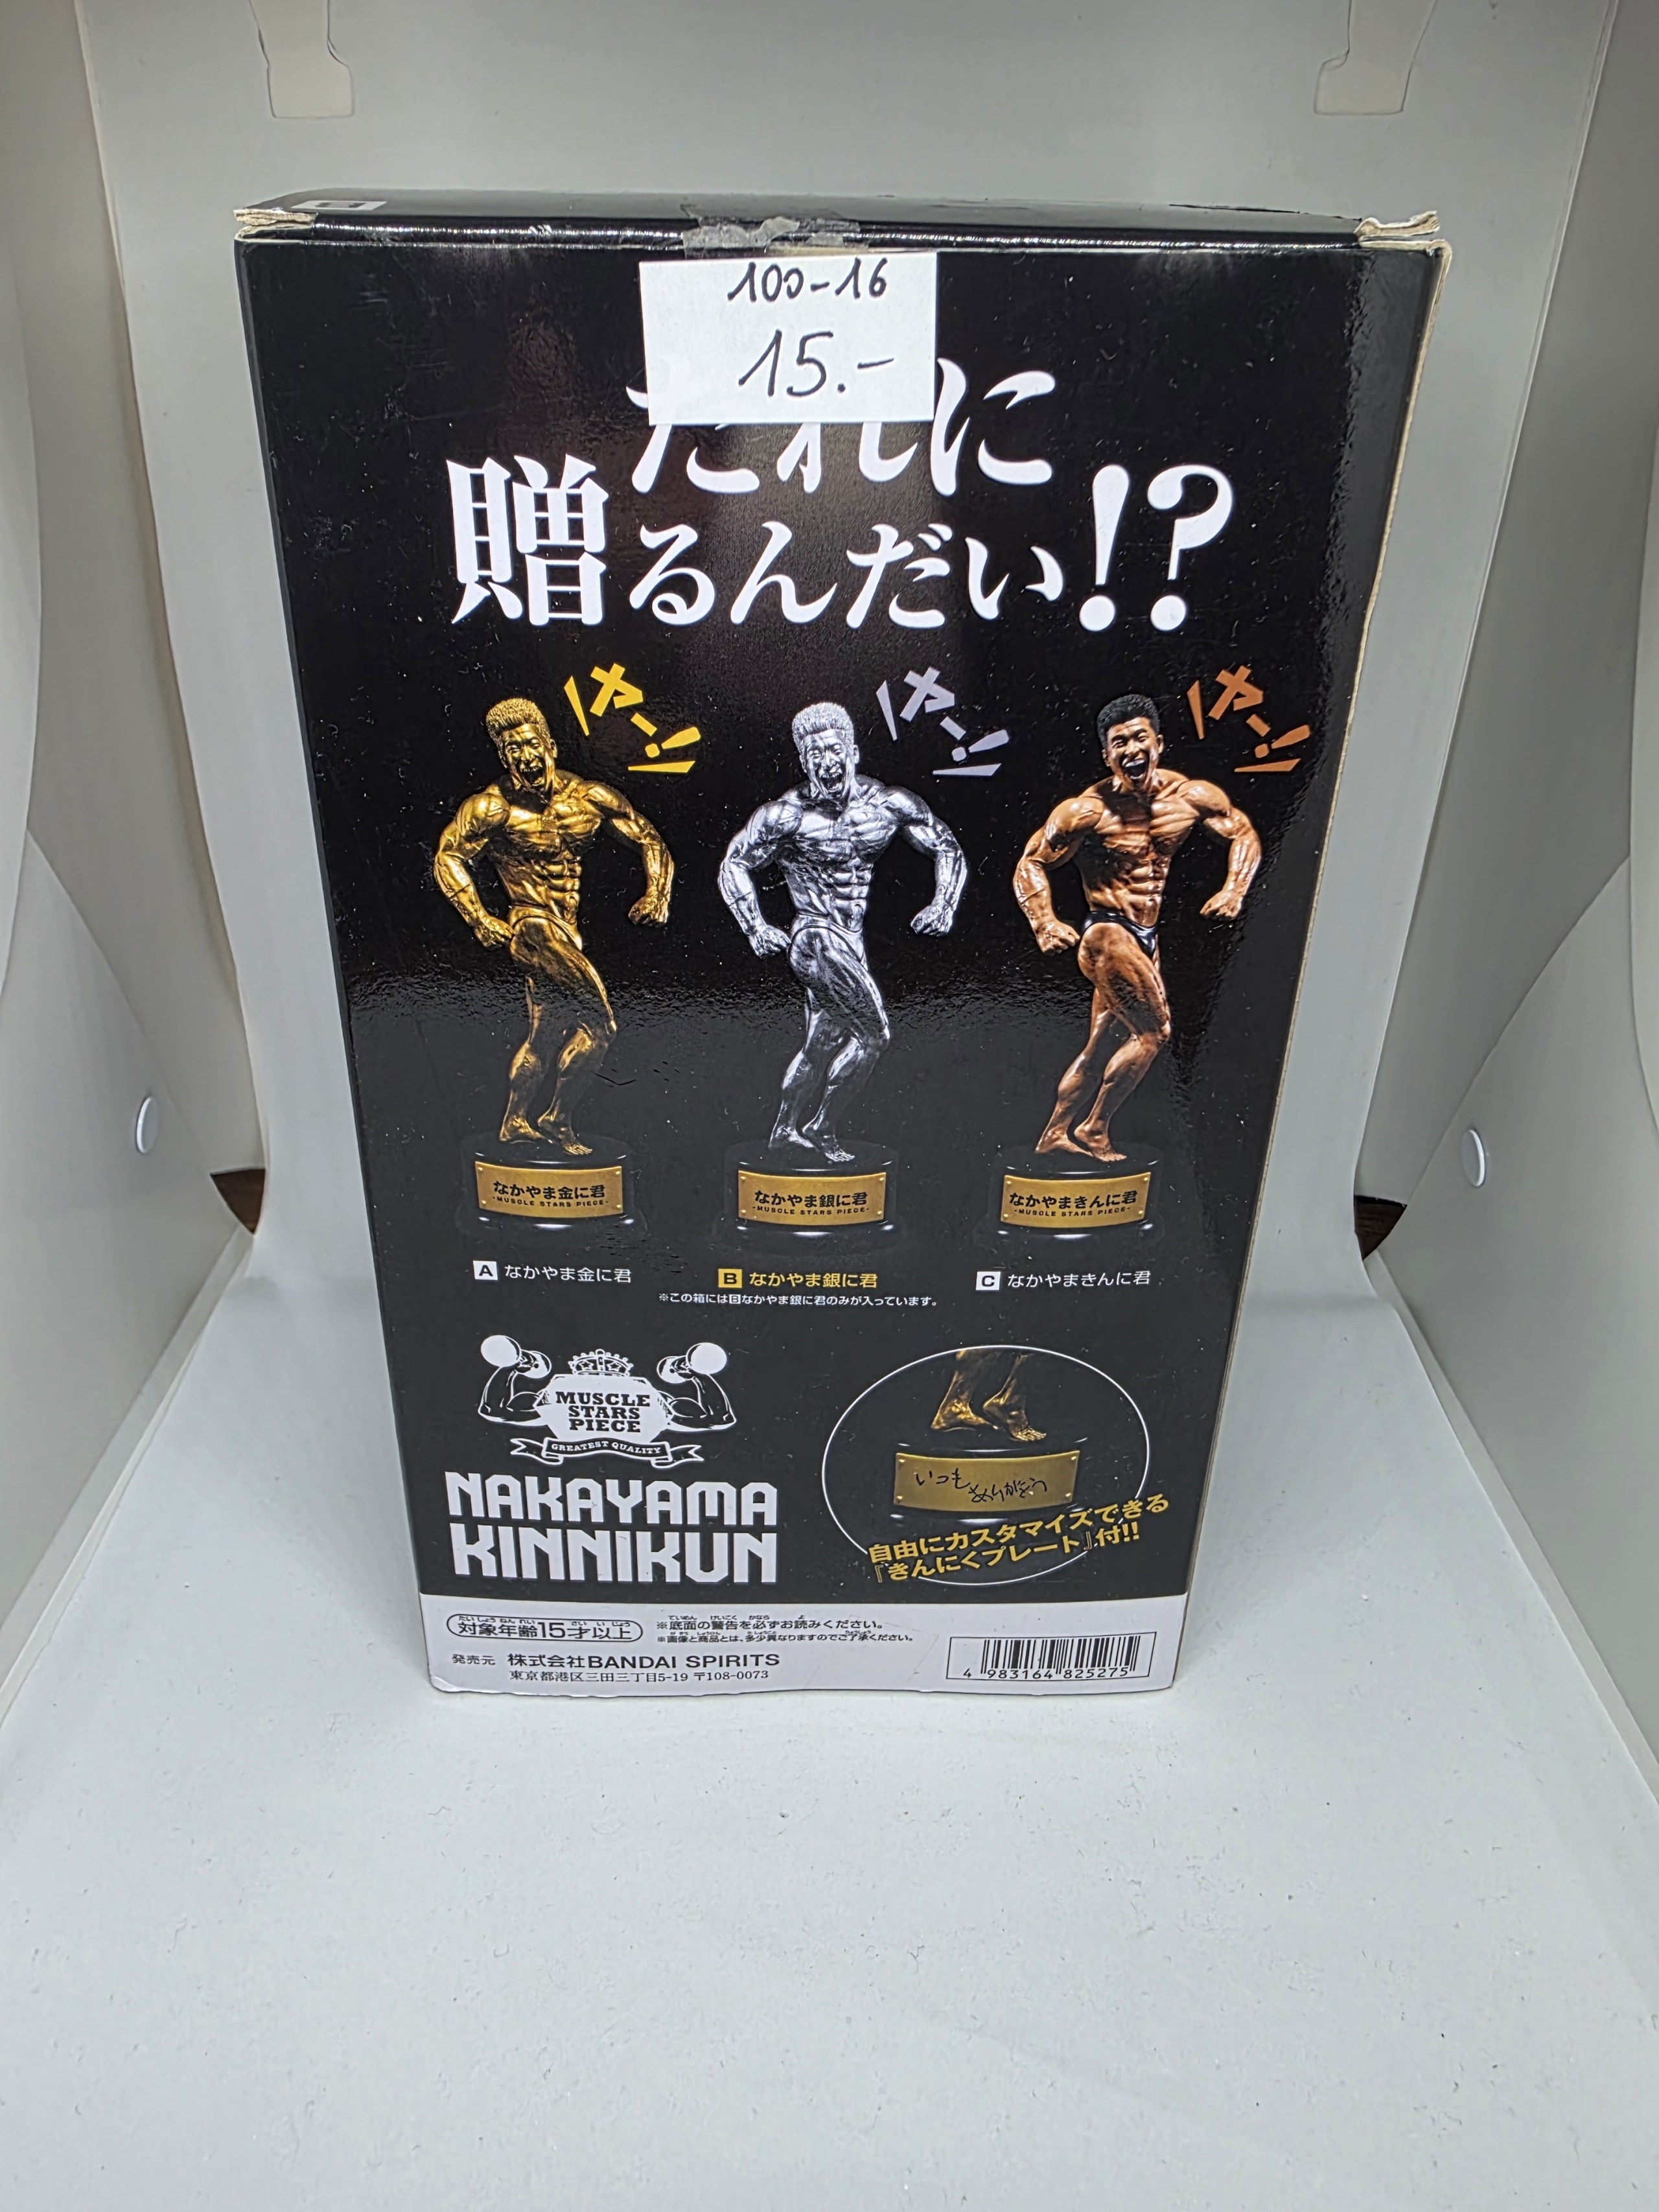 100-16
15.-
だれに
贈るんだい!?
ヤー!!
ヤー!!
ヤー!!
なかやま金に君
-MUSCLE STARS PIECE-
なかやま銀に君
-MUSCLE STARS PIECE-
なかやまきんに君
-MUSCLE STARS PIECE-
A なかやま金に君
B なかやま銀に君
C なかやまきんに君
※この箱にはBなかやま銀に君のみが入っています。
MUSCLE
STARS
PIECE
GREATEST QUALITY
NAKAYAMA
KINNIKUN
いつも
ありがとう
自由にカスタマイズできる
『きんにくプレート』付!!
対象年齢15才以上
※底面の警告を必ずお読みください。
※画像と商品とは、多少異なりますのでご了承ください。
発売元 株式会社BANDAI SPIRITS
東京都港区三田三丁目5-19 〒108-0073
4 983164 825275